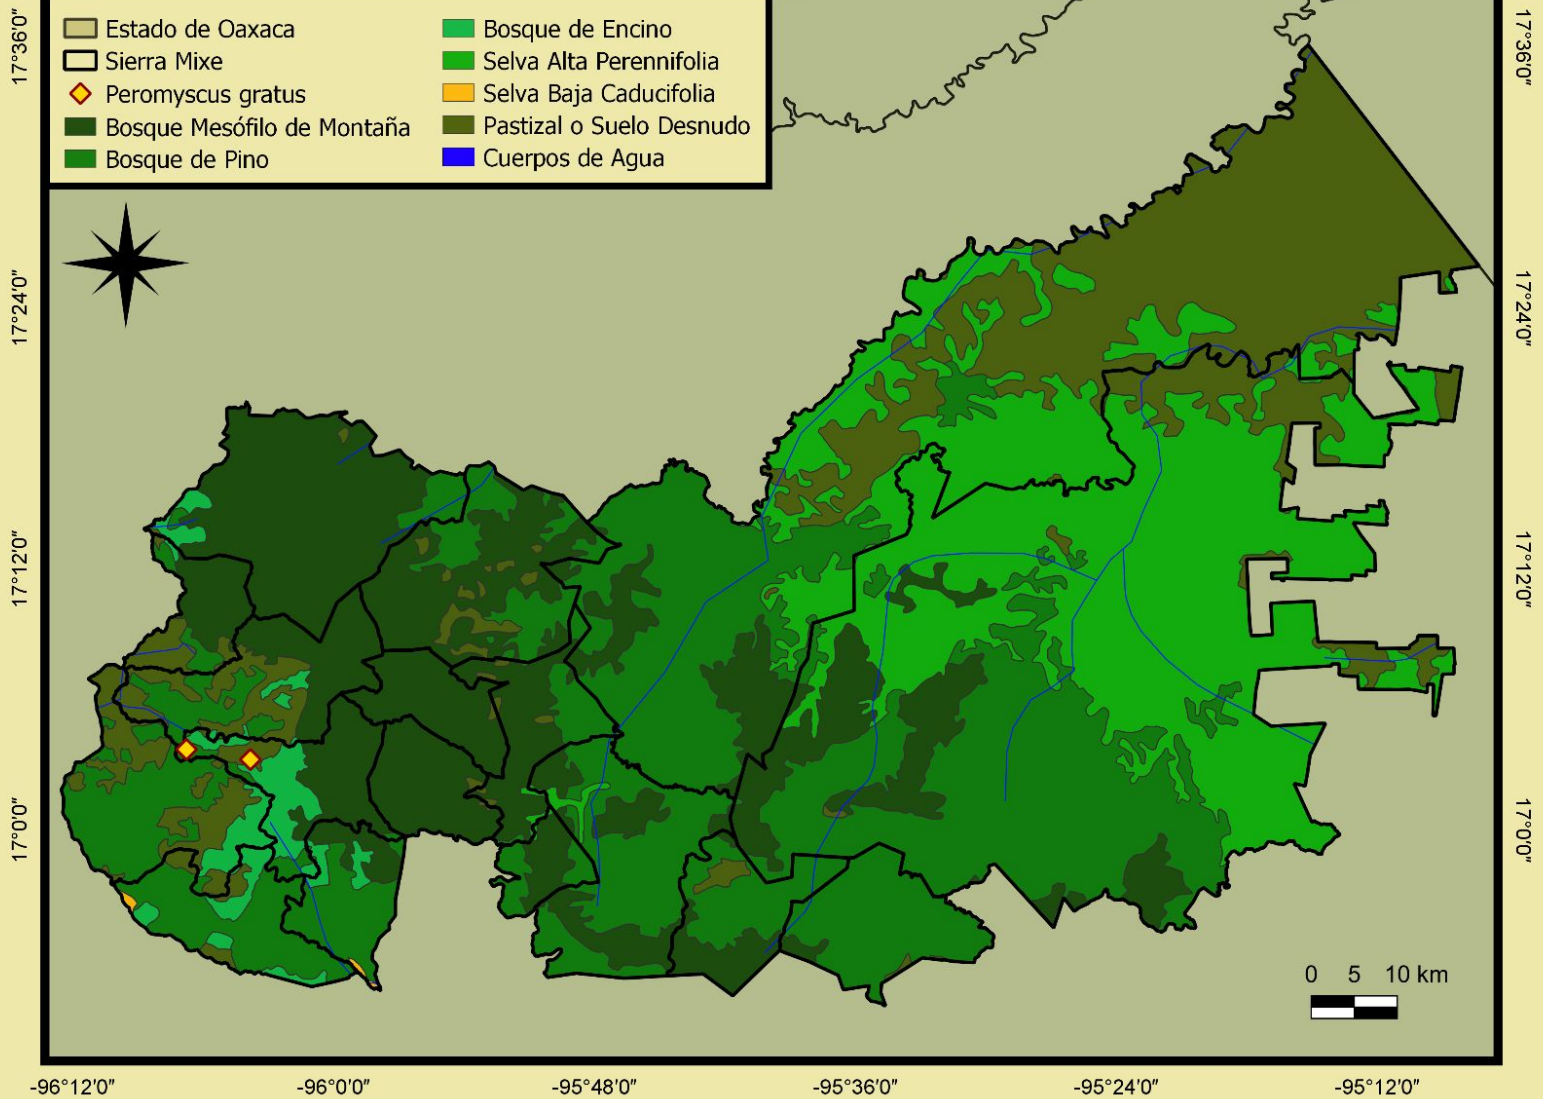 Estado de Oaxaca
Sierra Mixe
Peromyscus gratus
Bosque Mesófilo de Montaña
Bosque de Pino
Bosque de Encino
Selva Alta Perennifolia
Selva Baja Caducifolia
Pastizal o Suelo Desnudo
Cuerpos de Agua
17°36'0"
17°24'0"
17°12'0"
17°0'0"
17°36'0"
17°24'0"
17°12'0"
17°0'0"
0 5 10 km
-96°12'0" -96°0'0" -95°48'0" -95°36'0" -95°24'0" -95°12'0"